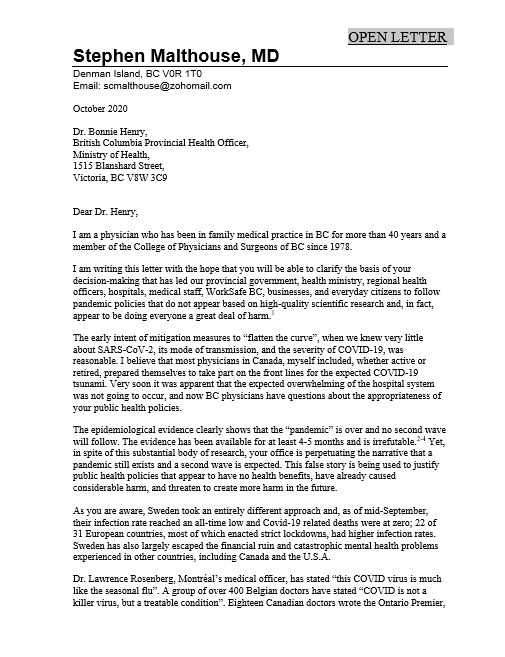 OPEN LETTER
Stephen Malthouse, MD
Denman Island, BC V0R 1T0
Email: scmalthouse@zohomail.com
October 2020
Dr. Bonnie Henry,
British Columbia Provincial Health Officer,
Ministry of Health,
1515 Blanshard Street,
Victoria, BC V8W 3C9
Dear Dr. Henry,
I am a physician who has been in family medical practice in BC for more than 40 years and a
member of the College of Physicians and Surgeons of BC since 1978.
I am writing this letter with the hope that you will be able to clarify the basis of your
decision-making that has led our provincial government, health ministry, regional health
officers, hospitals, medical staff, WorkSafe BC, businesses, and everyday citizens to follow
pandemic policies that do not appear based on high-quality scientific research and, in fact,
appear to be doing everyone a great deal of harm.1
The early intent of mitigation measures to “flatten the curve”, when we knew very little
about SARS-CoV-2, its mode of transmission, and the severity of COVID-19, was
reasonable. I believe that most physicians in Canada, myself included, whether active or
retired, prepared themselves to take part on the front lines for the expected COVID-19
tsunami. Very soon it was apparent that the expected overwhelming of the hospital system
was not going to occur, and now BC physicians have questions about the appropriateness of
your public health policies.
The epidemiological evidence clearly shows that the “pandemic” is over and no second wave
will follow. The evidence has been available for at least 4-5 months and is irrefutable.2-4 Yet,
in spite of this substantial body of research, your office is perpetuating the narrative that a
pandemic still exists and a second wave is expected. This false story is being used to justify
public health policies that appear to have no health benefits, have already caused
considerable harm, and threaten to create more harm in the future.
As you are aware, Sweden took an entirely different approach and, as of mid-September,
their infection rate reached an all-time low and Covid-19 related deaths were at zero; 22 of
31 European countries, most of which enacted strict lockdowns, had higher infection rates.
Sweden has also largely escaped the financial ruin and catastrophic mental health problems
experienced in other countries, including Canada and the U.S.A.
Dr. Lawrence Rosenberg, Montréal’s medical officer, has stated “this COVID virus is much
like the seasonal flu”. A group of over 400 Belgian doctors have stated “COVID is not a
killer virus, but a treatable condition”. Eighteen Canadian doctors wrote the Ontario Premier,